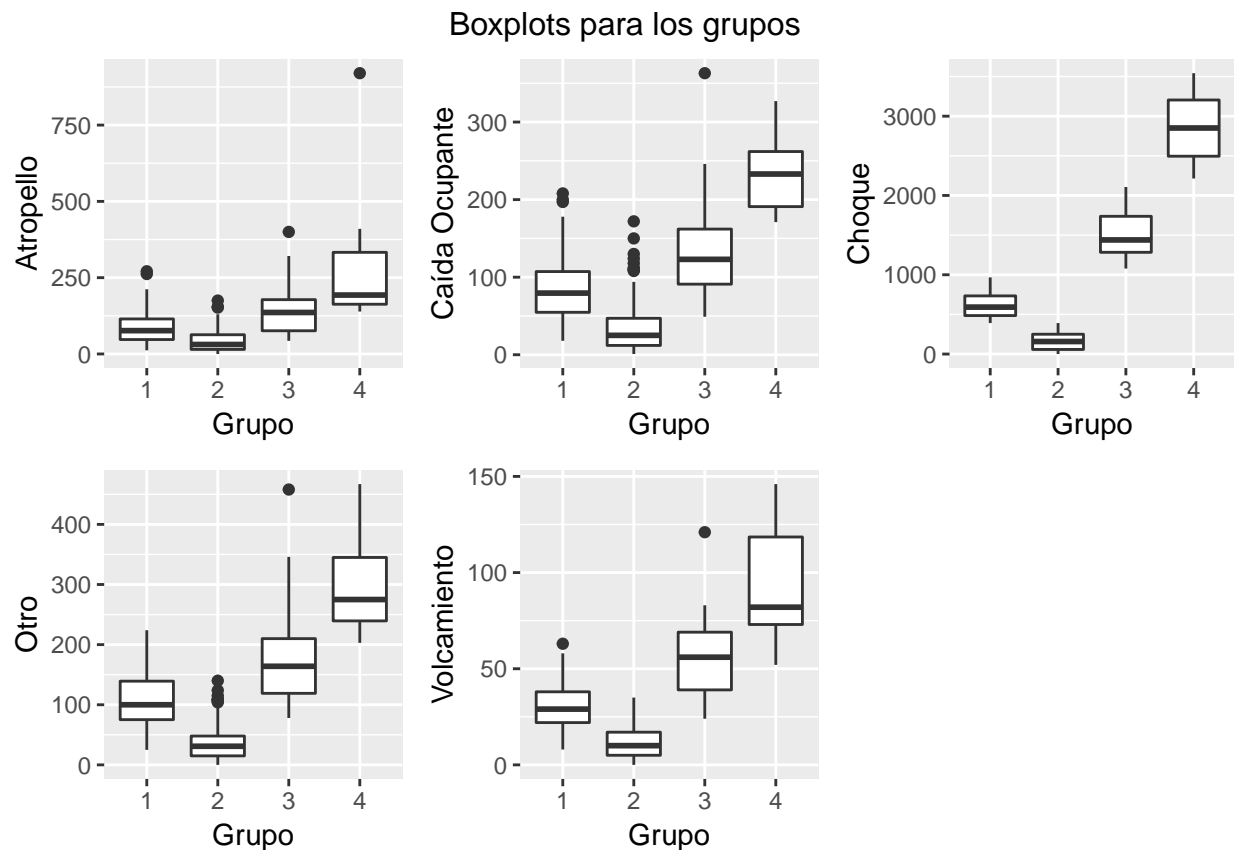 Boxplots para los grupos
Atropello
750
500
250
0
1 2 3 4
Grupo
Caída Ocupante
300
200
100
0
1 2 3 4
Grupo
Choque
3000
2000
1000
0
1 2 3 4
Grupo
Otro
400
300
200
100
0
1 2 3 4
Grupo
Volcamiento
150
100
50
0
1 2 3 4
Grupo